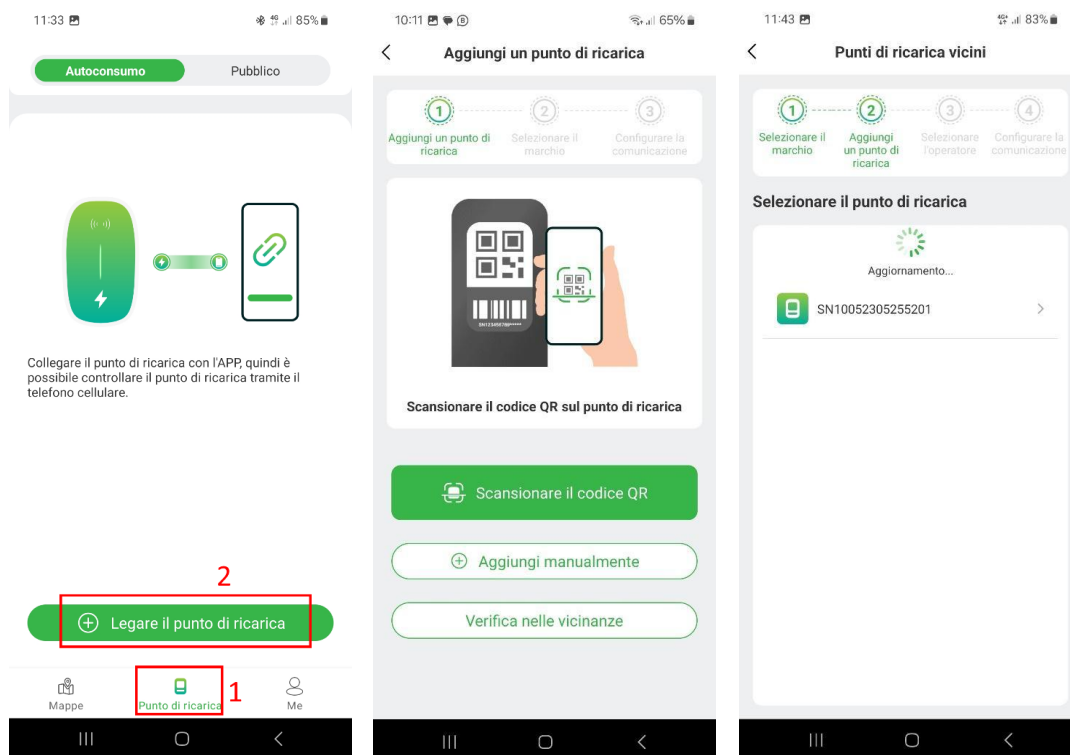 11:33
85%
Autoconsumo
Pubblico
Collegare il punto di ricarica con l'APP, quindi è
possibile controllare il punto di ricarica tramite il
telefono cellulare.
2
Legare il punto di ricarica
1
Mappe
Punto di ricarica
Me
10:11
65%
Aggiungi un punto di ricarica
1
2
3
Aggiungi un punto di
ricarica
Selezionare il
marchio
Configurare la
comunicazione
Scansionare il codice QR sul punto di ricarica
Scansionare il codice QR
Aggiungi manualmente
Verifica nelle vicinanze
11:43
4G+
83%
Punti di ricarica vicini
1
2
3
4
Selezionare il
marchio
Aggiungi
un punto di
ricarica
Selezionare
l'operatore
Configurare la
comunicazione
Selezionare il punto di ricarica
Aggiornamento...
SN10052305255201